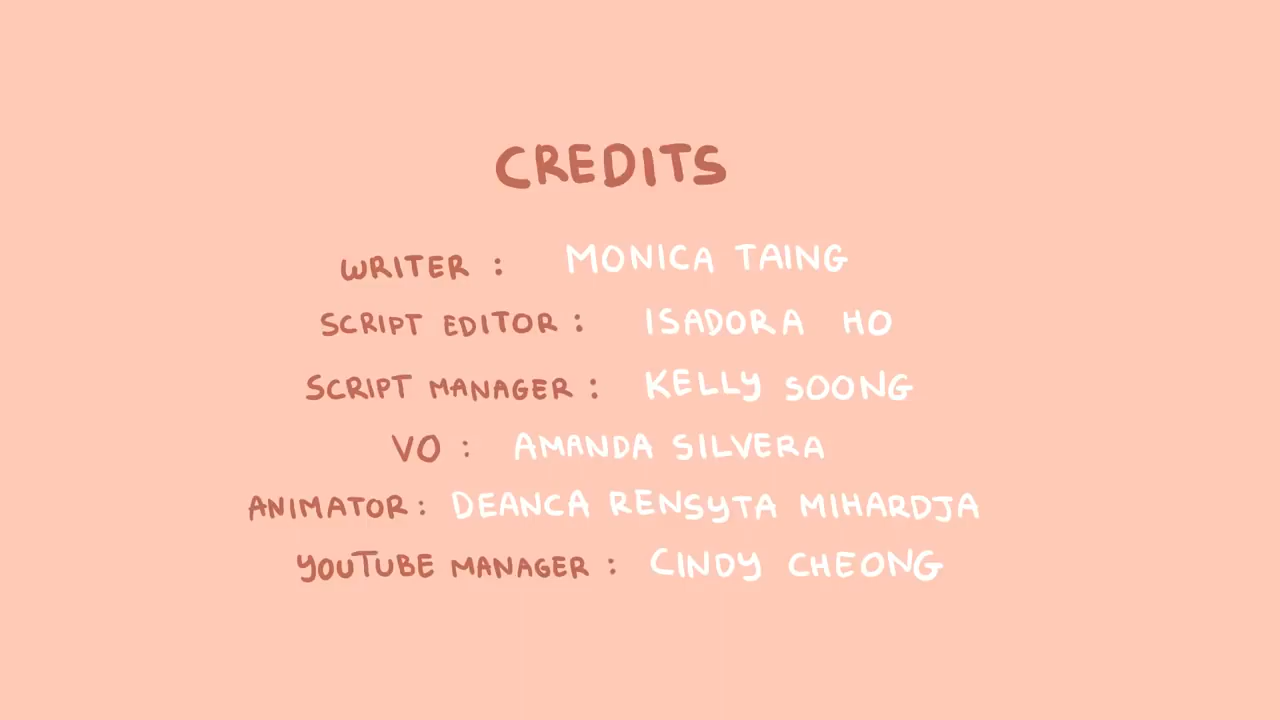 CREDITS
WRITER : MONICA TAING
SCRIPT EDITOR : ISADORA HO
SCRIPT MANAGER : KELLY SOONG
VO : AMANDA SILVERA
ANIMATOR : DEANCA RENSYTA MIHARDJA
YOUTUBE MANAGER : CINDY CHEONG